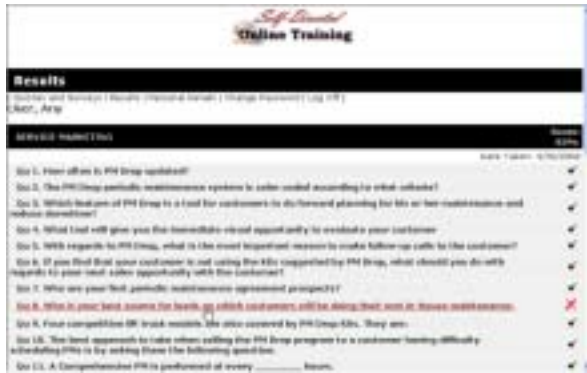 Self-Directed
Online Training
Results
| Quizzes and Surveys | Results | Personal Details | Change Password | Log Off |
User, Any
SERVICE MARKETING
Score:
Date Taken:
Qu 1. How often is PM Drop updated?
Qu 2. The PM Drop periodic maintenance system is color coded according to what criteria?
Qu 3. Which feature of PM Drop is a tool for customers to do forward planning for his or her maintenance and
reduce downtime?
Qu 4. What tool will give you the immediate visual opportunity to evaluate your customer
Qu 5. With regards to PM Drop, what is the most important reason to make follow-up calls to the customer?
Qu 6. If you find that your customer is not using the Kits suggested by PM Drop, what should you do with
regards to your next sales opportunity with the customer?
Qu 7. Who are your first periodic maintenance agreement prospects?
Qu 8. Who is your best source for leads on which customers will be doing their own in-house maintenance.
Qu 9. Four competitive truck models are also covered by PM Drop Kits. They are:
Qu 10. The best approach to take when selling the PM Drop program to a customer having difficulty
scheduling PMs is by asking them the following question.
Qu 11. A Comprehensive PM is performed at every ________ hours.